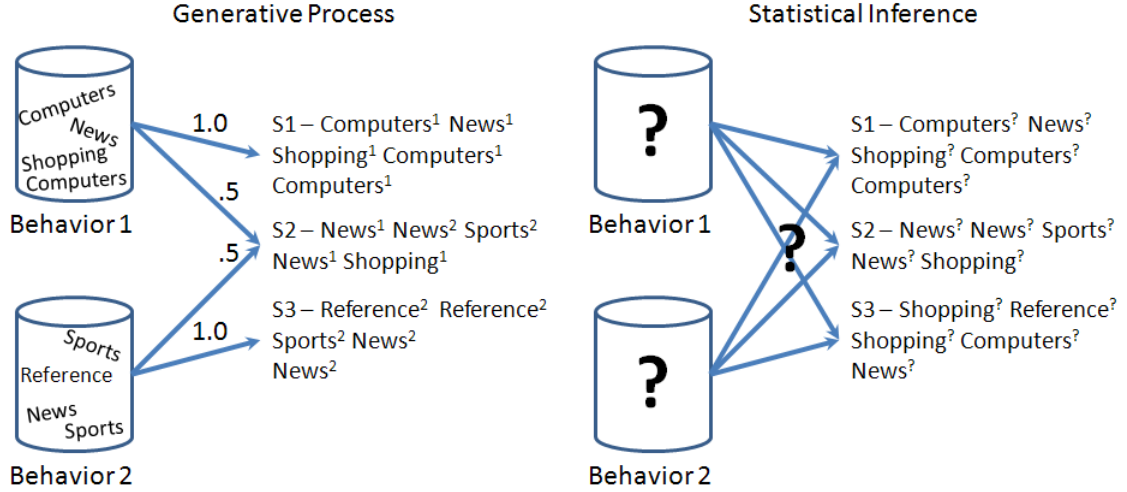 Generative Process
Computers
News
Shopping
Computers
Behavior 1
1.0
.5
.5
1.0
S1 – Computers¹ News¹
Shopping¹ Computers¹
Computers¹
S2 – News¹ News² Sports²
News¹ Shopping¹
S3 – Reference² Reference²
Sports² News²
News²
Sports
Reference
News
Sports
Behavior 2
Statistical Inference
?
Behavior 1
?
?
Behavior 2
S1 – Computers? News?
Shopping? Computers?
Computers?
S2 – News? News? Sports?
News? Shopping?
S3 – Shopping? Reference?
Shopping? Computers?
News?